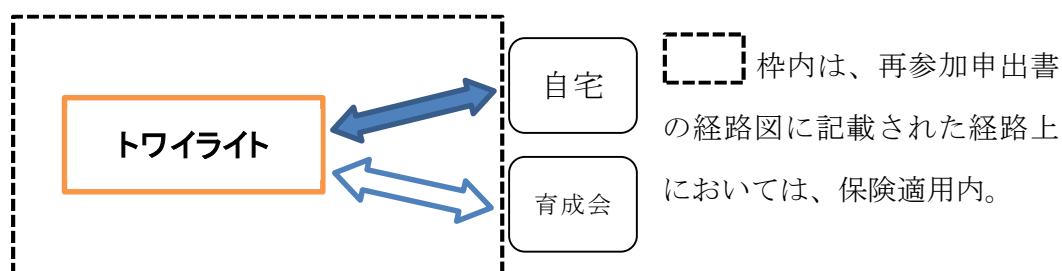 トワイライト
自宅
育成会
枠内は、再参加申出書
の経路図に記載された経路上
においては、保険適用内。